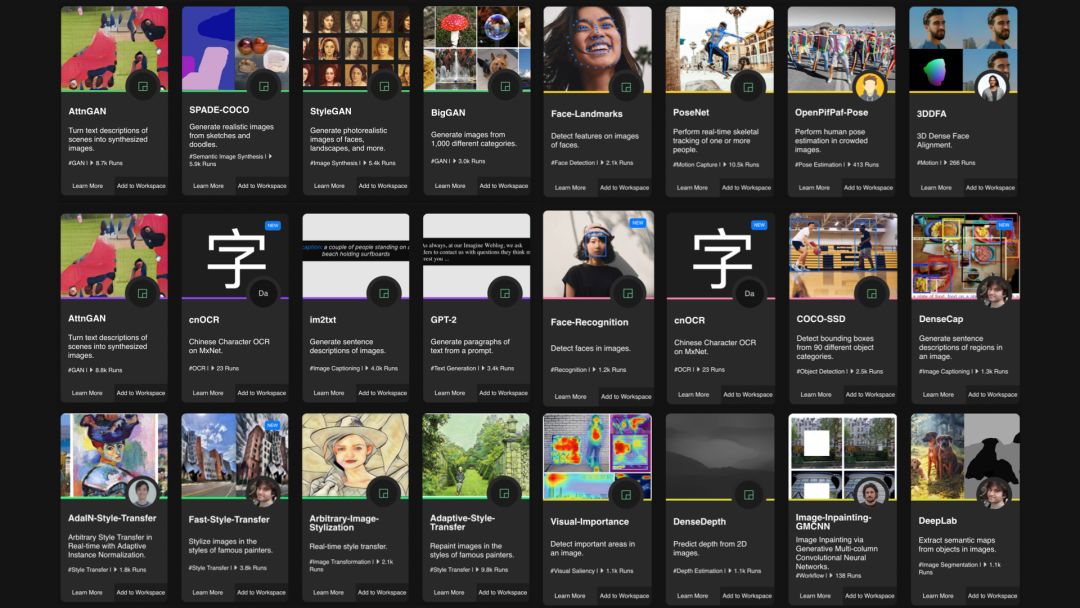 AttnGAN
Turn text descriptions of
scenes into synthesized
images.
#GAN I 8.7k Runs
Learn More
Add to Workspace
SPADE-COCO
Generate realistic images
from sketches and
doodles.
#Semantic Image Synthesis I
5.9k Runs
Learn More
Add to Workspace
StyleGAN
Generate photorealistic
images of faces,
landscapes, and more.
#Image Synthesis I 5.4k Runs
Learn More
Add to Workspace
BigGAN
Generate images from
1,000 different categories.
#GAN I 3.0k Runs
Learn More
Add to Workspace
Face-Landmarks
Detect features on images
of faces.
#Face Detection I 2.1k Runs
Learn More
Add to Workspace
PoseNet
Perform real-time skeletal
tracking of one or more
people.
#Motion Capture I 10.5k Runs
Learn More
Add to Workspace
OpenPifPaf-Pose
Perform human pose
estimation in crowded
images.
#Pose Estimation I 413 Runs
Learn More
Add to Workspace
3DDFA
3D Dense Face
Alignment.
#Motion I 266 Runs
Learn More
Add to Workspace
AttnGAN
Turn text descriptions of
scenes into synthesized
images.
#GAN I 8.8k Runs
Learn More
Add to Workspace
NEW
字
Da
cnOCR
Chinese Character OCR
on MxNet.
#OCR I 23 Runs
Learn More
Add to Workspace
caption: a couple of people standing on
beach holding surfboards
im2txt
Generate sentence
descriptions of images.
#Image Captioning I 4.0k Runs
Learn More
Add to Workspace
As always, at our Imagine Weblog, we ask
to contact us with questions they think
rest you ...
GPT-2
Generate paragraphs of
text from a prompt.
#Text Generation I 3.4k Runs
Learn More
Add to Workspace
NEW
Face-Recognition
Detect faces in images.
#Recognition I 1.2k Runs
Learn More
Add to Workspace
NEW
字
Da
cnOCR
Chinese Character OCR
on MxNet.
#OCR I 23 Runs
Learn More
Add to Workspace
COCO-SSD
Detect bounding boxes
from 90 different object
categories.
#Object Detection I 2.5k Runs
Learn More
Add to Workspace
NEW
DenseCap
Generate sentence
descriptions of regions in
an image.
#Image Captioning I 1.3k Runs
Learn More
Add to Workspace
AdaIN-Style-Transfer
Arbitrary Style Transfer in
Real-time with Adaptive
Instance Normalization.
#Style Transfer I 1.8k Runs
Learn More
Add to Workspace
NEW
Fast-Style-Transfer
Stylize images in the
styles of famous painters.
#Style Transfer I 3.8k Runs
Learn More
Add to Workspace
Arbitrary-Image-
Stylization
Real-time style transfer.
#Image Transformation I 2.1k
Runs
Learn More
Add to Workspace
Adaptive-Style-
Transfer
Repaint images in the
styles of famous painters.
#Style Transfer I 9.8k Runs
Learn More
Add to Workspace
Visual-Importance
Detect important areas in
an image.
#Visual Saliency I 1.1k Runs
Learn More
Add to Workspace
DenseDepth
Predict depth from 2D
images.
#Depth Estimation I 1.1k Runs
Learn More
Add to Workspace
Image-Inpainting-
GMCNN
Image Inpainting via
Generative Multi-column
Convolutional Neural
Networks.
#Workflow I 138 Runs
Learn More
Add to Workspace
DeepLab
Extract semantic maps
from objects in images.
#Image Segmentation I 1.1k
Runs
Learn More
Add to Workspace